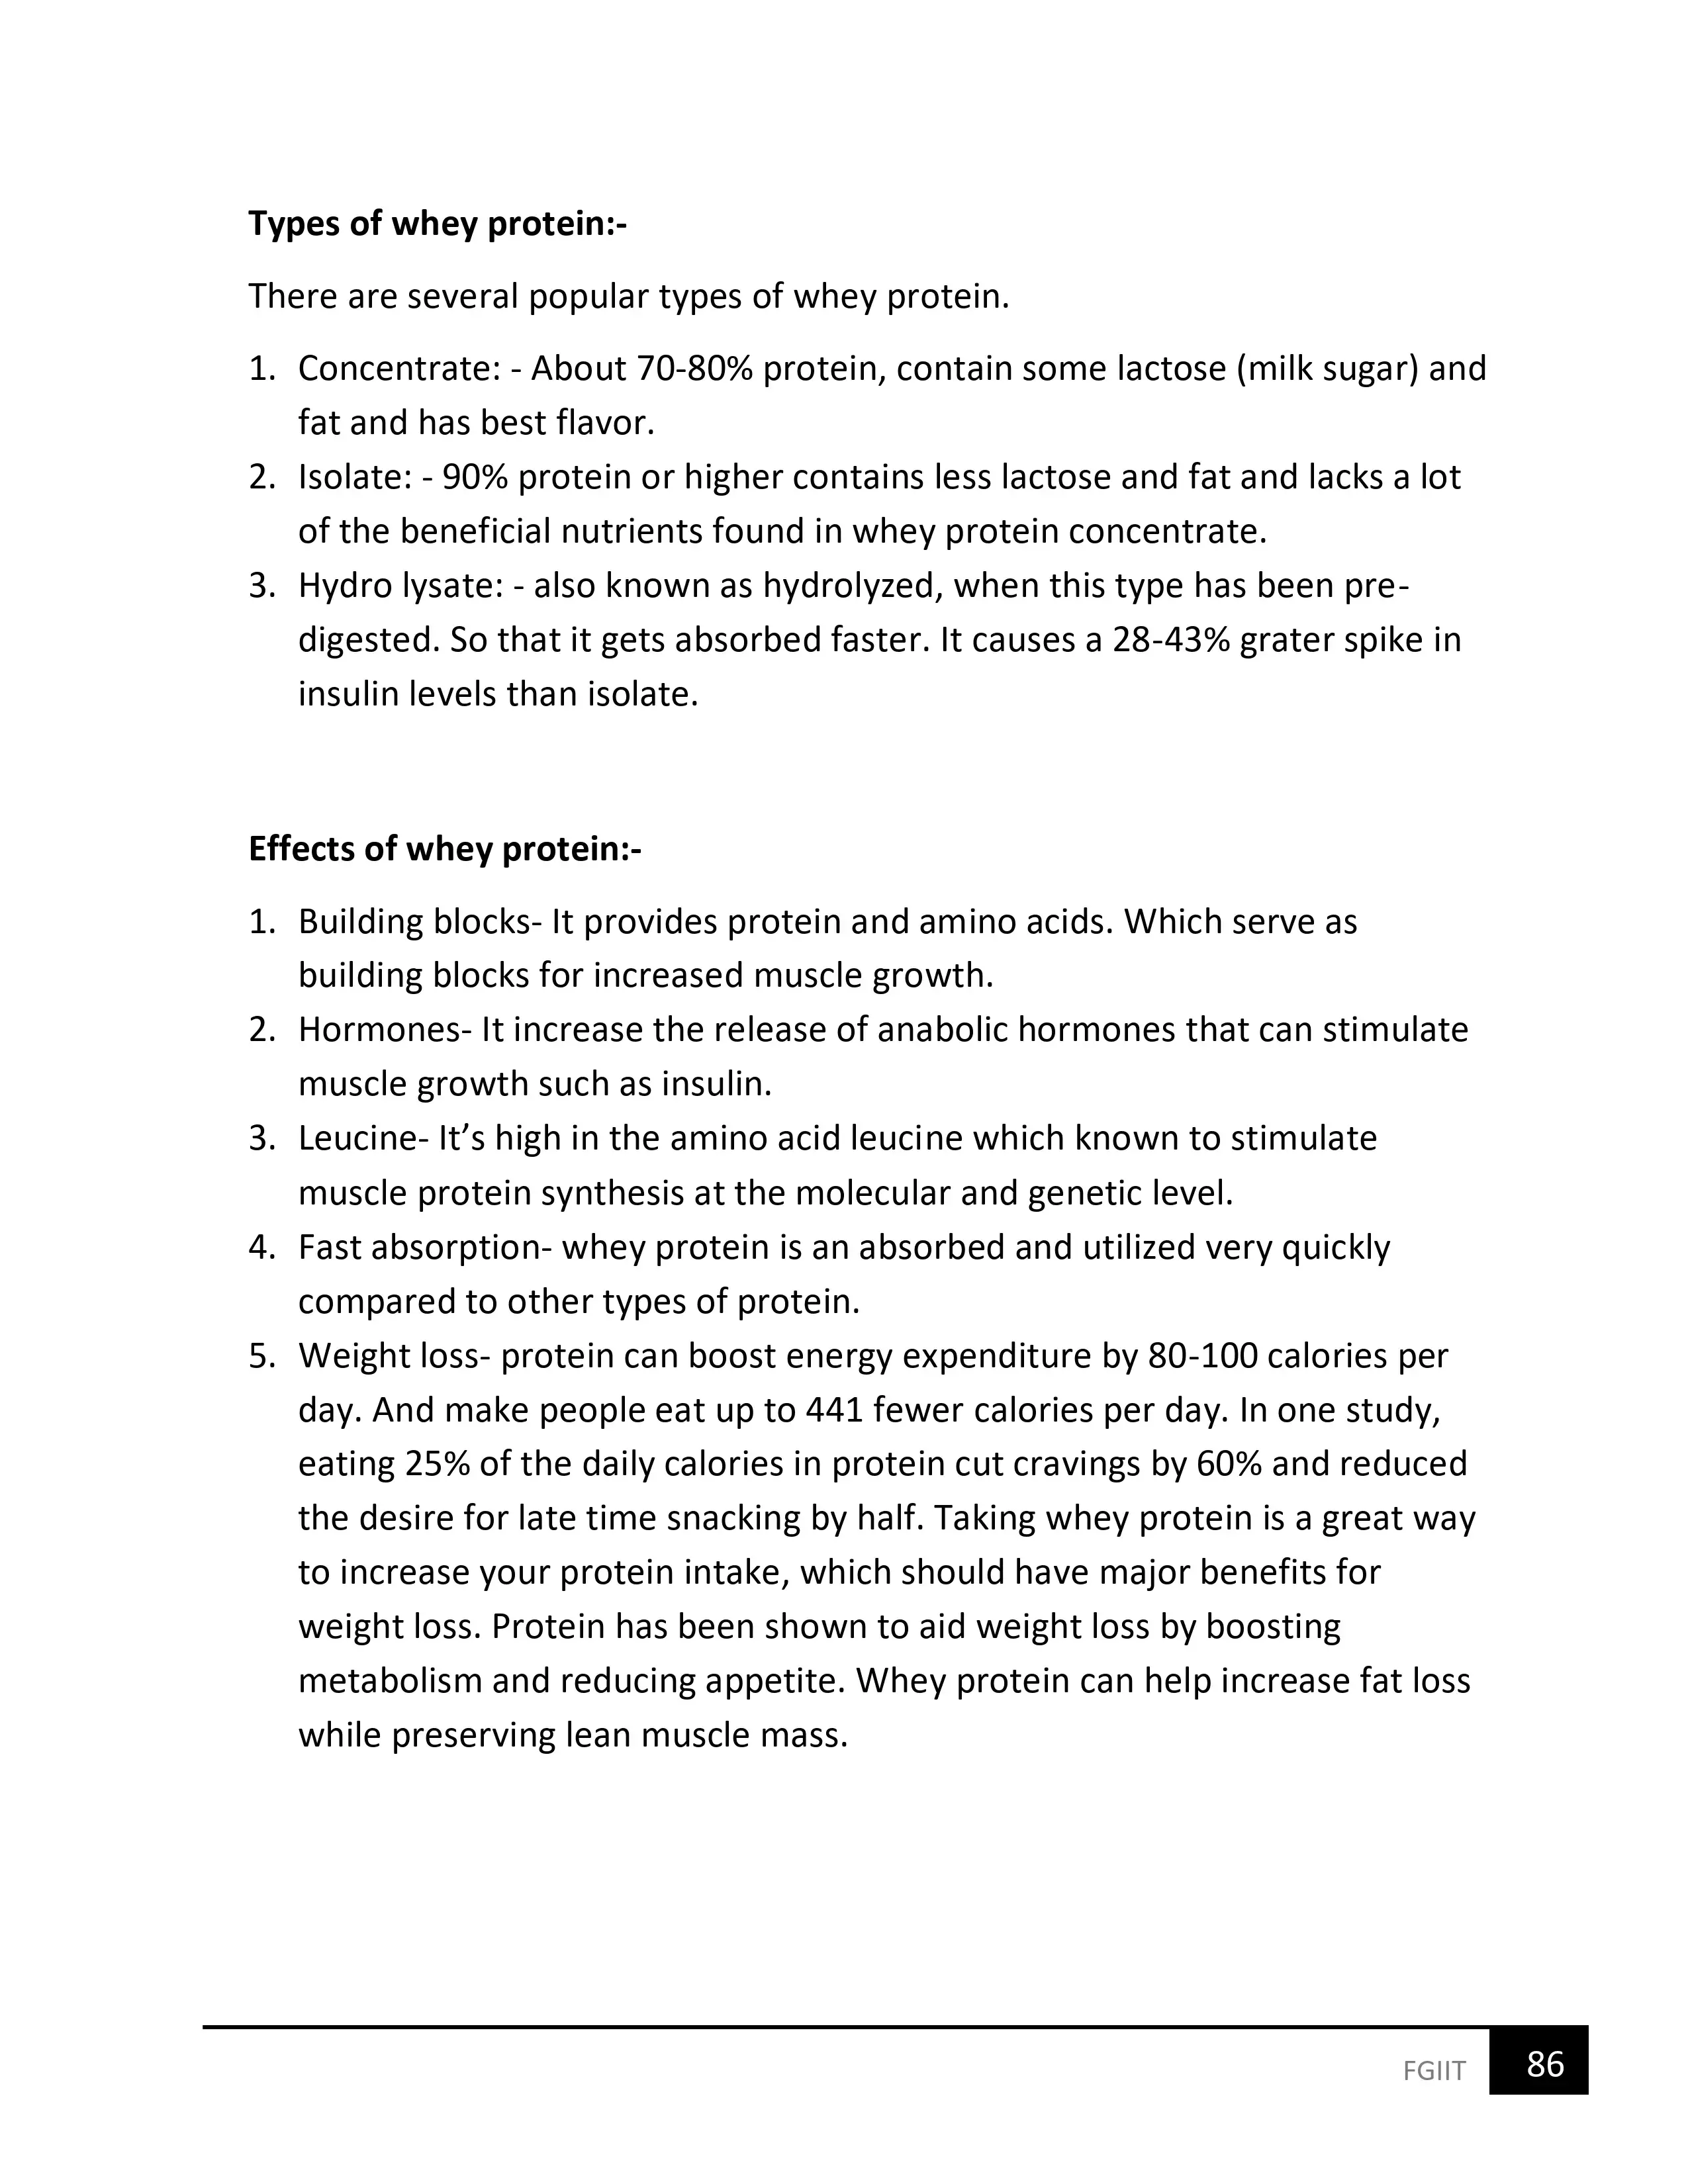 Types of whey protein:-
There are several popular types of whey protein.
1. Concentrate: - About 70-80% protein, contain some lactose (milk sugar) and
fat and has best flavor.
2. Isolate: - 90% protein or higher contains less lactose and fat and lacks a lot
of the beneficial nutrients found in whey protein concentrate.
3. Hydro lysate: - also known as hydrolyzed, when this type has been pre-
digested. So that it gets absorbed faster. It causes a 28-43% grater spike in
insulin levels than isolate.
Effects of whey protein:-
1. Building blocks- It provides protein and amino acids. Which serve as
building blocks for increased muscle growth.
2. Hormones- It increase the release of anabolic hormones that can stimulate
muscle growth such as insulin.
3. Leucine- It’s high in the amino acid leucine which known to stimulate
muscle protein synthesis at the molecular and genetic level.
4. Fast absorption- whey protein is an absorbed and utilized very quickly
compared to other types of protein.
5. Weight loss- protein can boost energy expenditure by 80-100 calories per
day. And make people eat up to 441 fewer calories per day. In one study,
eating 25% of the daily calories in protein cut cravings by 60% and reduced
the desire for late time snacking by half. Taking whey protein is a great way
to increase your protein intake, which should have major benefits for
weight loss. Protein has been shown to aid weight loss by boosting
metabolism and reducing appetite. Whey protein can help increase fat loss
while preserving lean muscle mass.
FGIIT 86